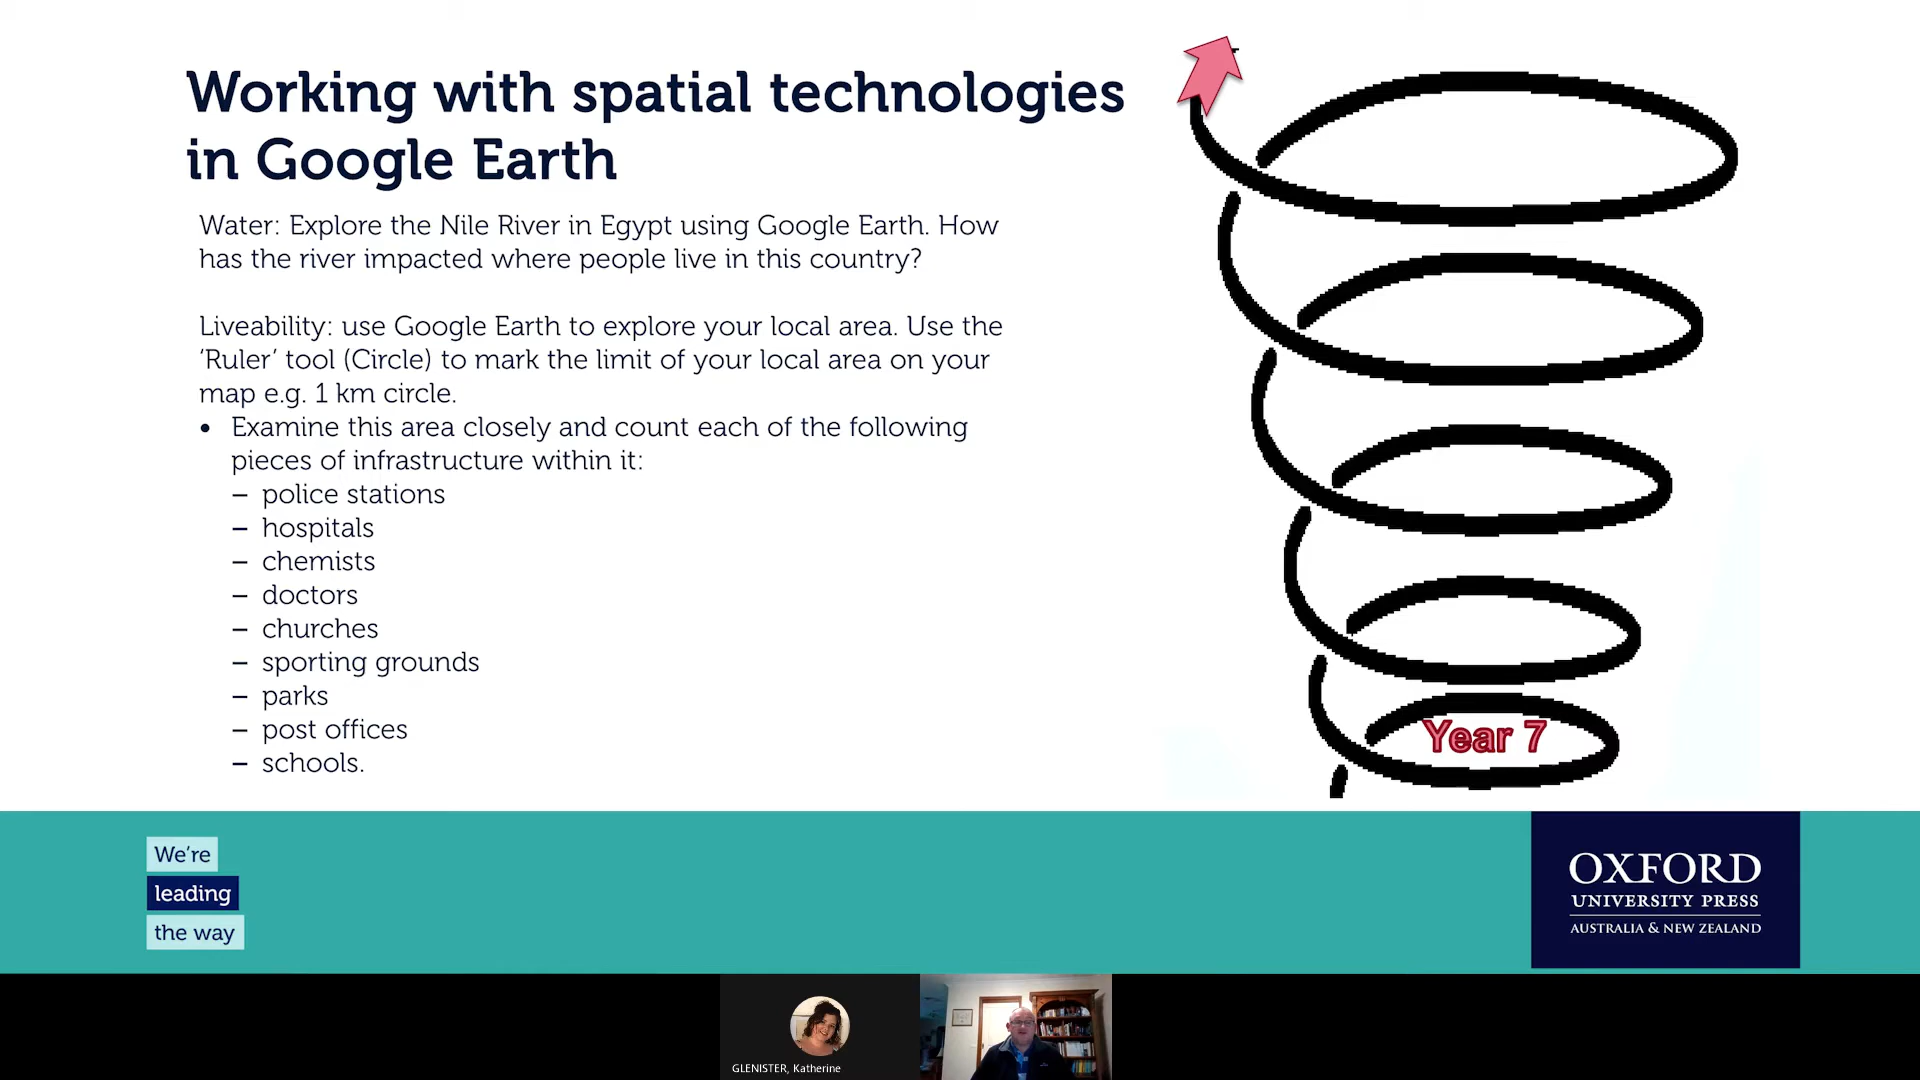 Working with spatial technologies
in Google Earth
Water: Explore the Nile River in Egypt using Google Earth. How
has the river impacted where people live in this country?
Liveability: use Google Earth to explore your local area. Use the
‘Ruler’ tool (Circle) to mark the limit of your local area on your
map e.g. 1 km circle.
• Examine this area closely and count each of the following
pieces of infrastructure within it:
– police stations
– hospitals
– chemists
– doctors
– churches
– sporting grounds
– parks
– post offices
– schools.
Year 7
We’re
leading
the way
OXFORD
UNIVERSITY PRESS
AUSTRALIA & NEW ZEALAND
GLENISTER, Katherine